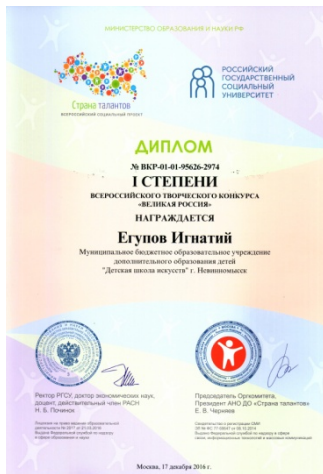 МИНИСТЕРСТВО ОБРАЗОВАНИЯ И НАУКИ РФ
Страна талантов
ВСЕРОССИЙСКИЙ СОЦИАЛЬНЫЙ ПРОЕКТ
РОССИЙСКИЙ
ГОСУДАРСТВЕННЫЙ
СОЦИАЛЬНЫЙ
УНИВЕРСИТЕТ
ДИПЛОМ
№ ВКР-01-01-95626-2974
I СТЕПЕНИ
ВСЕРОССИЙСКОГО ТВОРЧЕСКОГО КОНКУРСА
«ВЕЛИКАЯ РОССИЯ»
НАГРАЖДАЕТСЯ
Егупов Игнатий
Муниципальное бюджетное образовательное учреждение
дополнительного образования детей
"Детская школа искусств" г. Невинномысск
Ректор РГСУ, доктор экономических наук,
доцент, действительный член РАСН
Н. Б. Починок
Председатель Оргкомитета,
Президент АНО ДО «Страна талантов»
Е. В. Черняев
Москва, 17 декабря 2016 г.